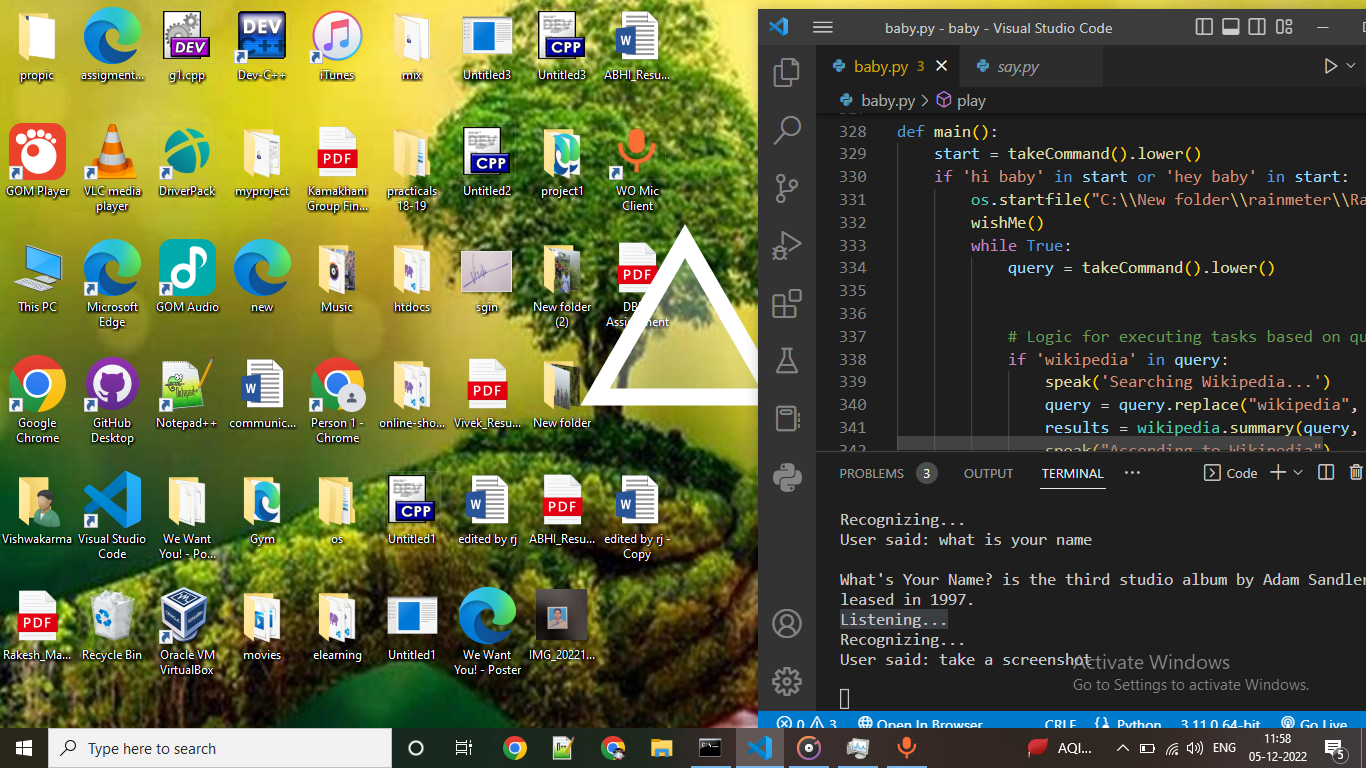 propic
assigment...
g1.cpp
Dev-C++
iTunes
mix
Untitled3
Untitled3
ABHI_Resu...
GOM Player
VLC media
player
DriverPack
myproject
Kamakhani
Group Fin...
practicals
18-19
Untitled2
project1
WO Mic
Client
This PC
Microsoft
Edge
GOM Audio
new
Music
htdocs
sgin
New folder
(2)
Google
Chrome
GitHub
Desktop
Notepad++
communic...
Person 1 -
Chrome
online-sho...
Vivek_Resu...
New folder
Vishwakarma
Visual Studio
Code
We Want
You! - Po...
Gym
os
Untitled1
edited by rj
ABHI_Resu...
edited by rj -
Copy
Rakesh_Ma...
Recycle Bin
Oracle VM
VirtualBox
movies
elearning
Untitled1
We Want
You! - Poster
IMG_20221...
baby.py - baby - Visual Studio Code
baby.py 3
say.py
baby.py > play
328 def main():
329 start = takeCommand().lower()
330 if 'hi baby' in start or 'hey baby' in start:
331 os.startfile("C:\\New folder\\rainmeter\\Ra
332 wishMe()
333 while True:
334 query = takeCommand().lower()
335
336
337 # Logic for executing tasks based on qu
338 if 'wikipedia' in query:
339 speak('Searching Wikipedia...')
340 query = query.replace("wikipedia",
341 results = wikipedia.summary(query,
342 speak("According to Wikipedia")
PROBLEMS 3 OUTPUT TERMINAL ... Code
Recognizing...
User said: what is your name
What's Your Name? is the third studio album by Adam Sandler
leased in 1997.
Listening...
Recognizing...
User said: take a screenshot
Activate Windows
Go to Settings to activate Windows.
0 3 Open In Browser CRLF Python 3.11.0 64-bit Go Live
Type here to search
AQI...
ENG
11:58
05-12-2022
5